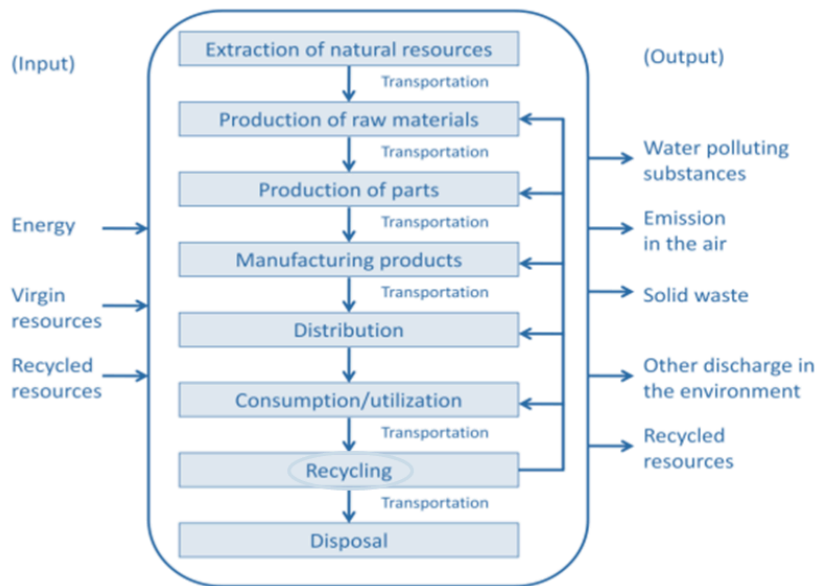 (Input)
Energy
Virgin
resources
Recycled
resources
Extraction of natural resources
Transportation
Production of raw materials
Transportation
Production of parts
Transportation
Manufacturing products
Transportation
Distribution
Consumption/utilization
Transportation
Recycling
Transportation
Disposal
(Output)
Water polluting
substances
Emission
in the air
Solid waste
Other discharge in
the environment
Recycled
resources